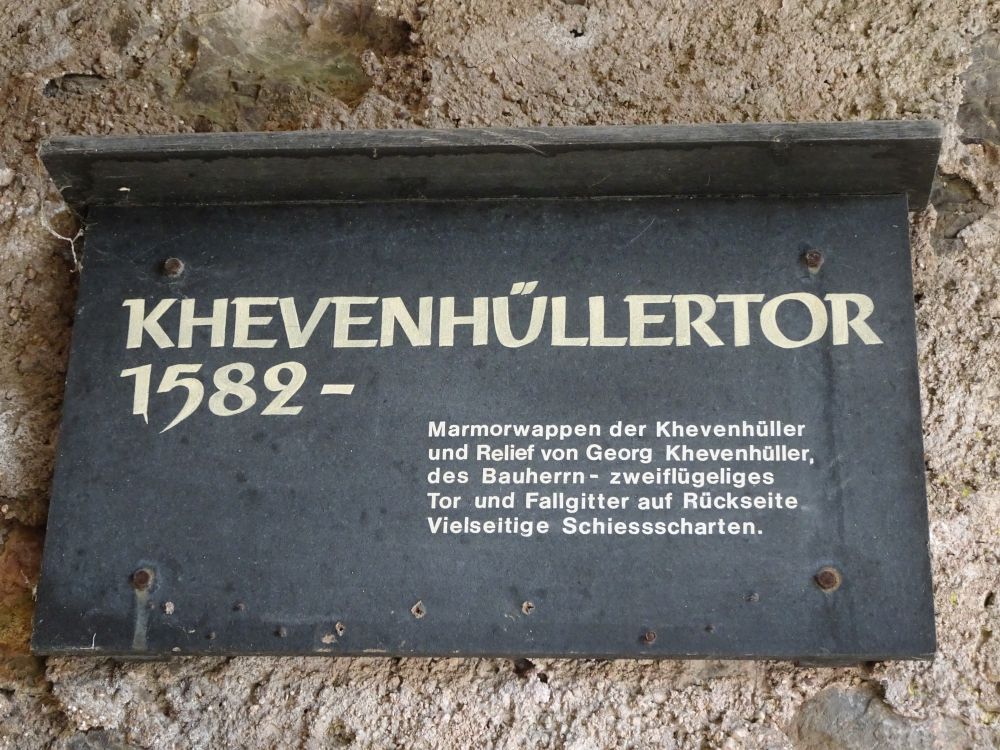 KHEVENHÜLLERTOR
1582-
Marmorwappen der Khevenhüller
und Relief von Georg Khevenhüller,
des Bauherrn - zweiflügeliges
Tor und Fallgitter auf Rückseite
Vielseitige Schiessscharten.